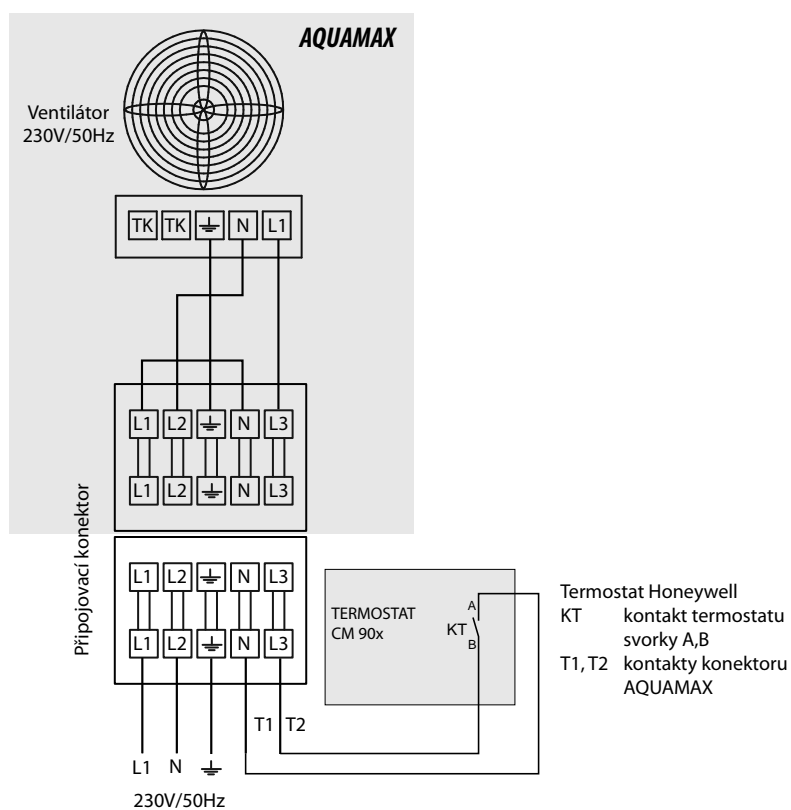 AQUAMAX
Ventilátor
230V/50Hz
TK TK N L1
L1 L2 N L3
L1 L2 N L3
Připojovací konektor
L1 L2 N L3
L1 L2 N L3
TERMOSTAT
CM 90x
A
KT
B
Termostat Honeywell
KT kontakt termostatu
svorky A,B
T1, T2 kontakty konektoru
AQUAMAX
T1 T2
L1 N
230V/50Hz